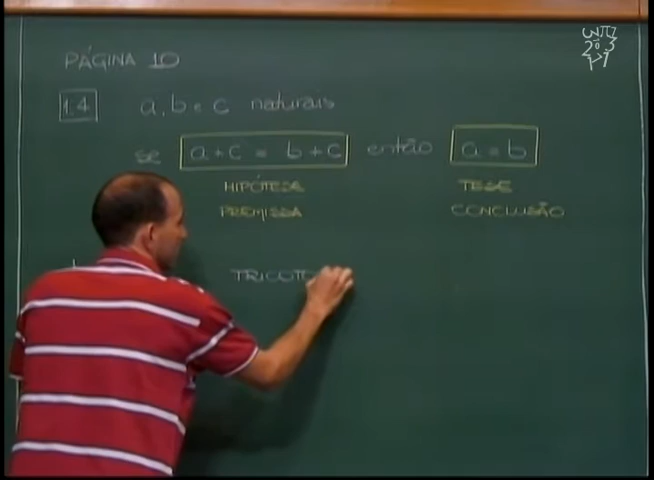 PÁGINA 10
1.4 a, b e c naturais
se a + c = b + c então a = b
HIPÓTESE TESE
PREMISSA CONCLUSÃO
TRICOTO